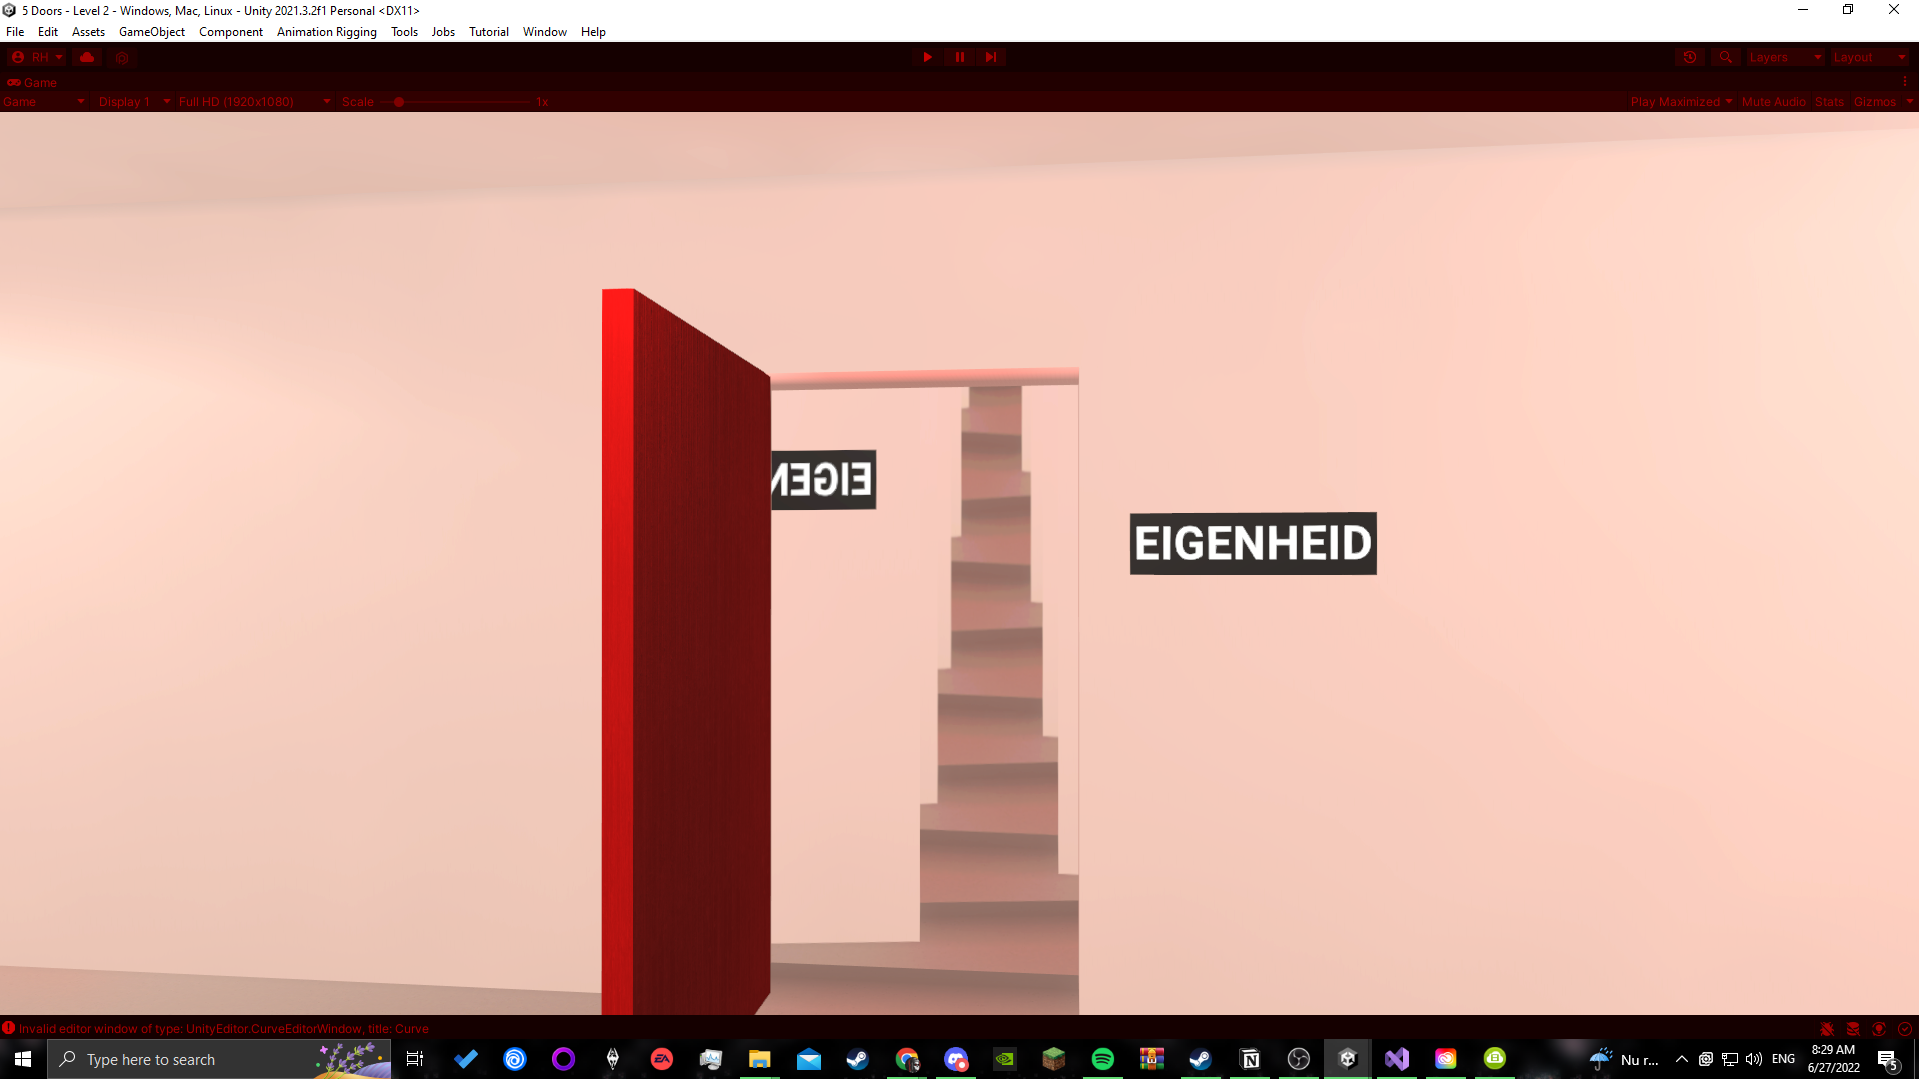 5 Doors - Level 2 - Windows, Mac, Linux - Unity 2021.3.2f1 Personal <DX11>
File Edit Assets GameObject Component Animation Rigging Tools Jobs Tutorial Window Help
RH Layers Leyout
Game
Game Display 1 Full HD (1920x1080) Scale 1x Play Maximized Mute Audio Stats Gizmos
EIGEN
EIGENHEID
Invalid editor window of type: UnityEditor.CurveEditorWindow, title: Curve
Type here to search
EA
Nu r...
ENG
8:29 AM
6/27/2022
5